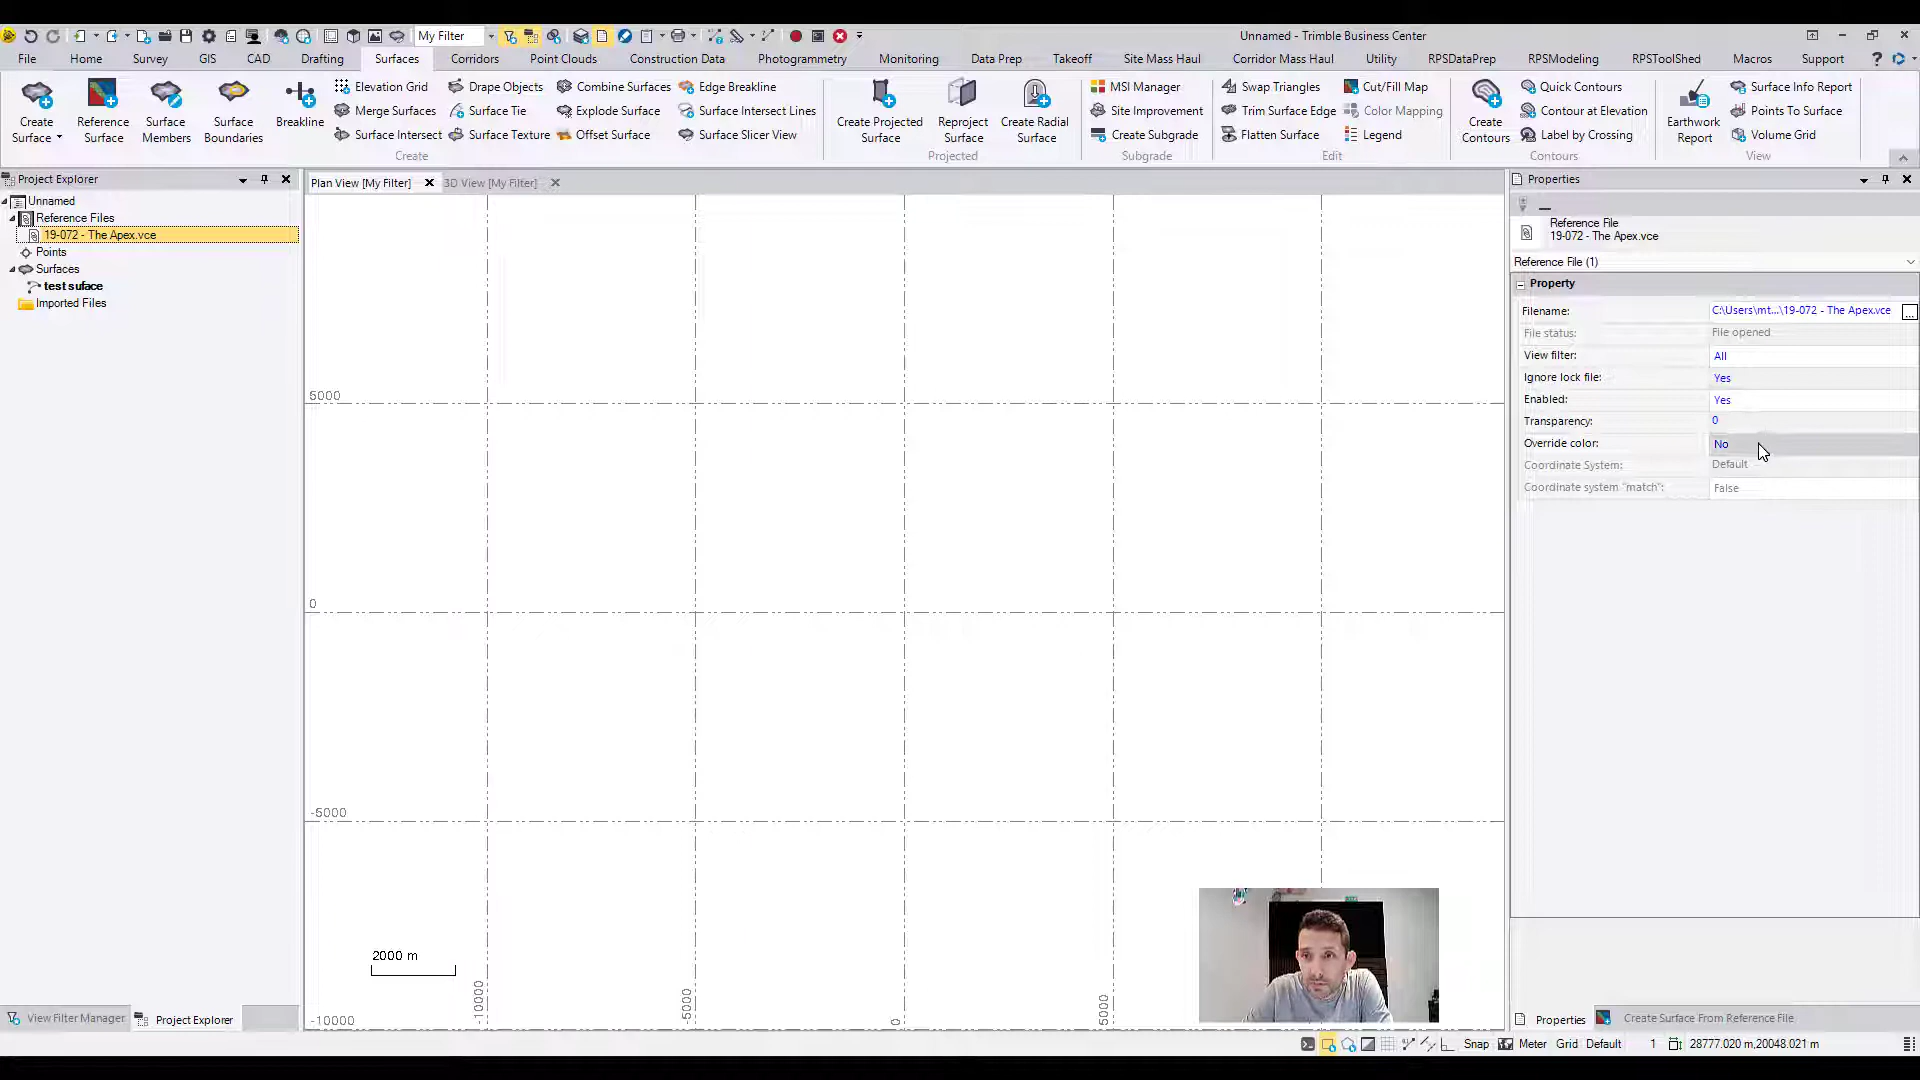 My Filter
Unnamed - Trimble Business Center
File Home Survey GIS CAD Drafting Surfaces Corridors Point Clouds Construction Data Photogrammetry Monitoring Data Prep Takeoff Site Mass Haul Corridor Mass Haul Utility RPSDataPrep RPSModeling RPSToolShed Macros Support
Create Surface
Reference Surface
Surface Members
Surface Boundaries
Breakline
Elevation Grid
Merge Surfaces
Surface Intersect
Drape Objects
Surface Tie
Surface Texture
Combine Surfaces
Explode Surface
Offset Surface
Edge Breakline
Surface Intersect Lines
Surface Slicer View
Create
Create Projected Surface
Reproject Surface
Create Radial Surface
Projected
MSI Manager
Site Improvement
Create Subgrade
Subgrade
Swap Triangles
Trim Surface Edge
Flatten Surface
Cut/Fill Map
Color Mapping
Legend
Edit
Create Contours
Quick Contours
Contour at Elevation
Label by Crossing
Contours
Earthwork Report
Surface Info Report
Points To Surface
Volume Grid
View
Project Explorer
Unnamed
Reference Files
19-072 - The Apex.vce
Points
Surfaces
test suface
Imported Files
View Filter Manager
Project Explorer
Plan View [My Filter]
3D View [My Filter]
5000
0
-5000
-10000
2000 m
-10000
-5000
0
5000
Properties
Reference File
19-072 - The Apex.vce
Reference File (1)
Property
Filename: C:\Users\mt...\19-072 - The Apex.vce ...
File status: File opened
View filter: All
Ignore lock file: Yes
Enabled: Yes
Transparency: 0
Override color: No
Coordinate System: Default
Coordinate system "match": False
Properties
Create Surface From Reference File
Snap Meter Grid Default 1 28777.020 m,20048.021 m